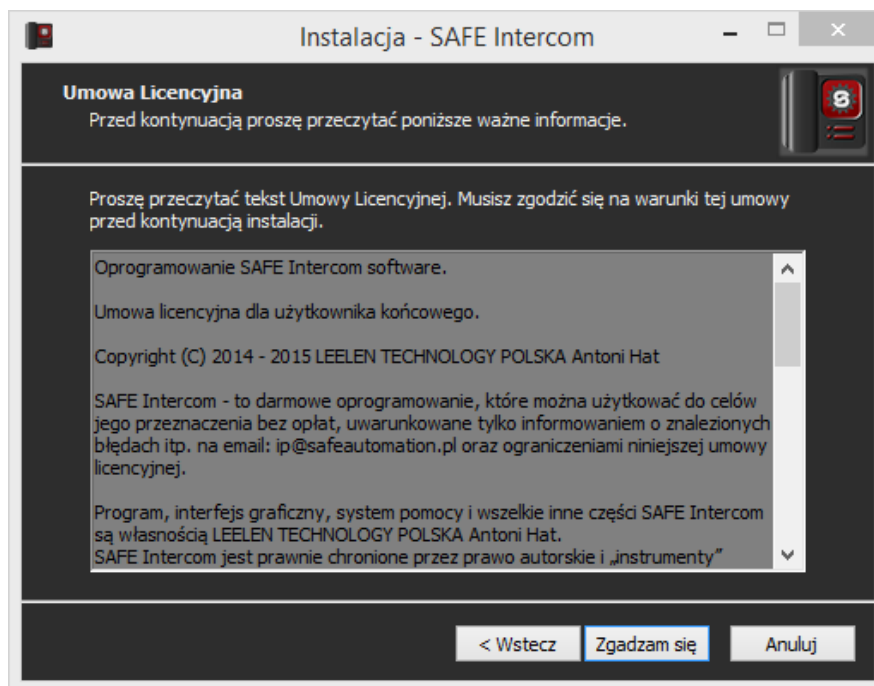 Instalacja - SAFE Intercom
Umowa Licencyjna
Przed kontynuacją proszę przeczytać poniższe ważne informacje.
S
Proszę przeczytać tekst Umowy Licencyjnej. Musisz zgodzić się na warunki tej umowy
przed kontynuacją instalacji.
Oprogramowanie SAFE Intercom software.
Umowa licencyjna dla użytkownika końcowego.
Copyright (C) 2014 - 2015 LEELEN TECHNOLOGY POLSKA Antoni Hat
SAFE Intercom - to darmowe oprogramowanie, które można użytkować do celów
jego przeznaczenia bez opłat, uwarunkowane tylko informowaniem o znalezionych
błędach itp. na email: ip@safeautomation.pl oraz ograniczeniami niniejszej umowy
licencyjnej.
Program, interfejs graficzny, system pomocy i wszelkie inne części SAFE Intercom
są własnością LEELEN TECHNOLOGY POLSKA Antoni Hat.
SAFE Intercom jest prawnie chronione przez prawo autorskie i „instrumenty”
< Wstecz
Zgadzam się
Anuluj